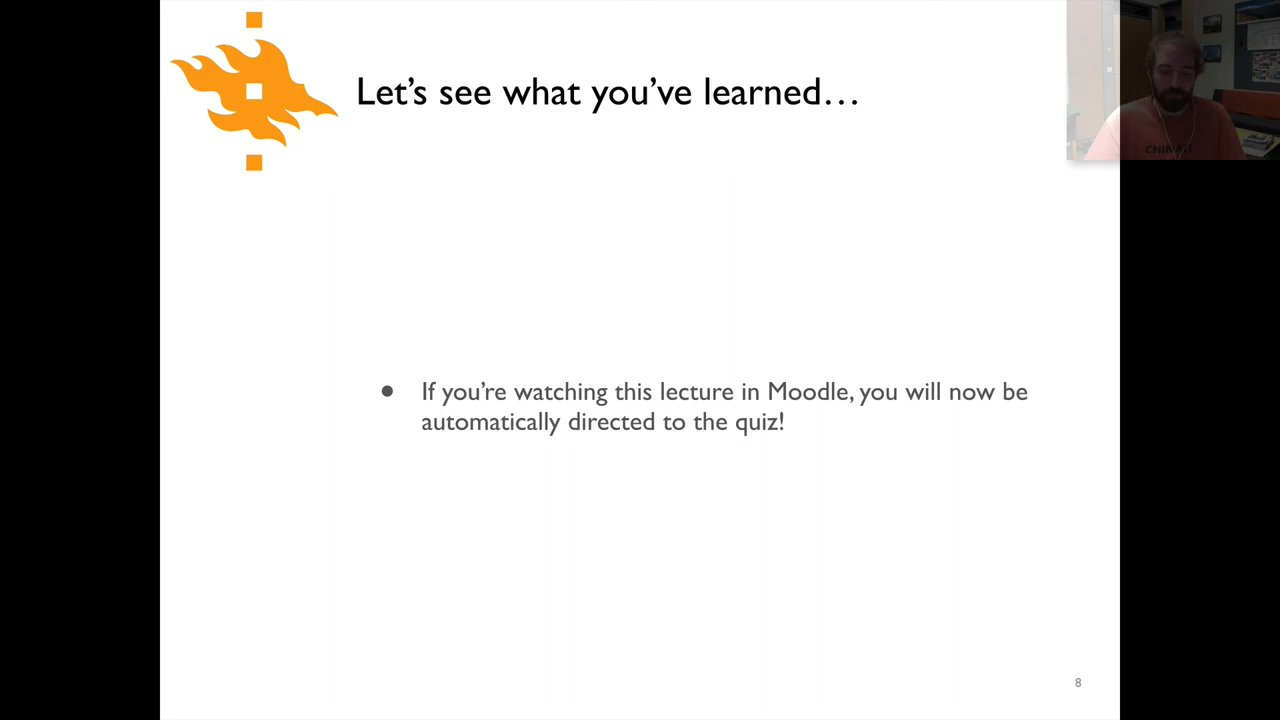 Let’s see what you’ve learned…
● If you’re watching this lecture in Moodle, you will now be
automatically directed to the quiz!
8